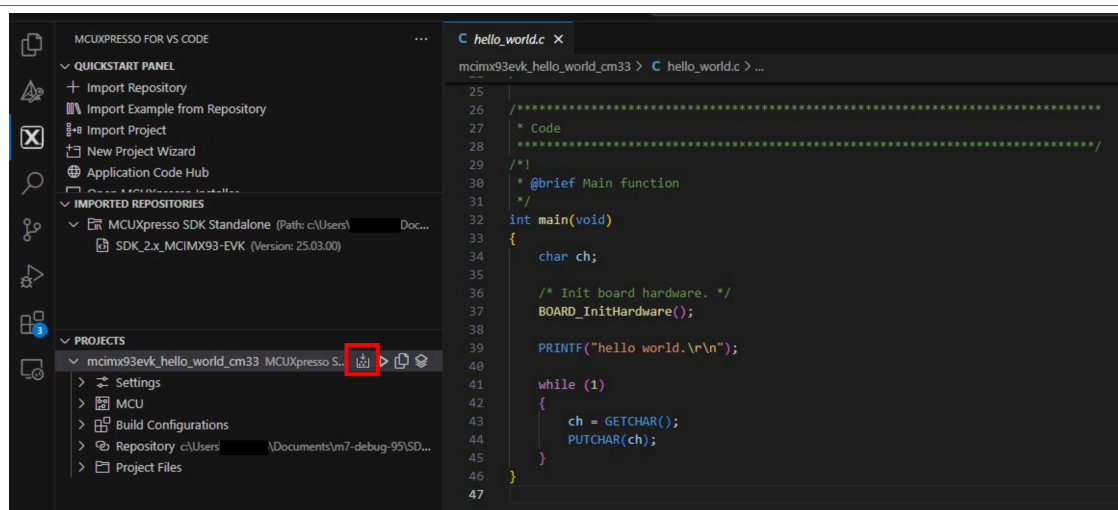 MCUXPRESSO FOR VS CODE
QUICKSTART PANEL
Import Repository
Import Example from Repository
Import Project
New Project Wizard
Application Code Hub
IMPORTED REPOSITORIES
MCUXpresso SDK Standalone (Path: c:\Users\ Doc...
SDK_2.x_MCIMX93-EVK (Version: 25.03.00)
3
PROJECTS
mcimx93evk_hello_world_cm33 MCUXpresso S...
Settings
MCU
Build Configurations
Repository c:\Users \Documents\m7-debug-95\SD...
Project Files
C hello_world.c
mcimx93evk_hello_world_cm33 > C hello_world.c > ...
25
26 /*******************************************************************************
27 * Code
28 ******************************************************************************/
29 /*!
30 * @brief Main function
31 */
32 int main(void)
33 {
34 char ch;
35
36 /* Init board hardware. */
37 BOARD_InitHardware();
38
39 PRINTF("hello world.\r\n");
40
41 while (1)
42 {
43 ch = GETCHAR();
44 PUTCHAR(ch);
45 }
46 }
47